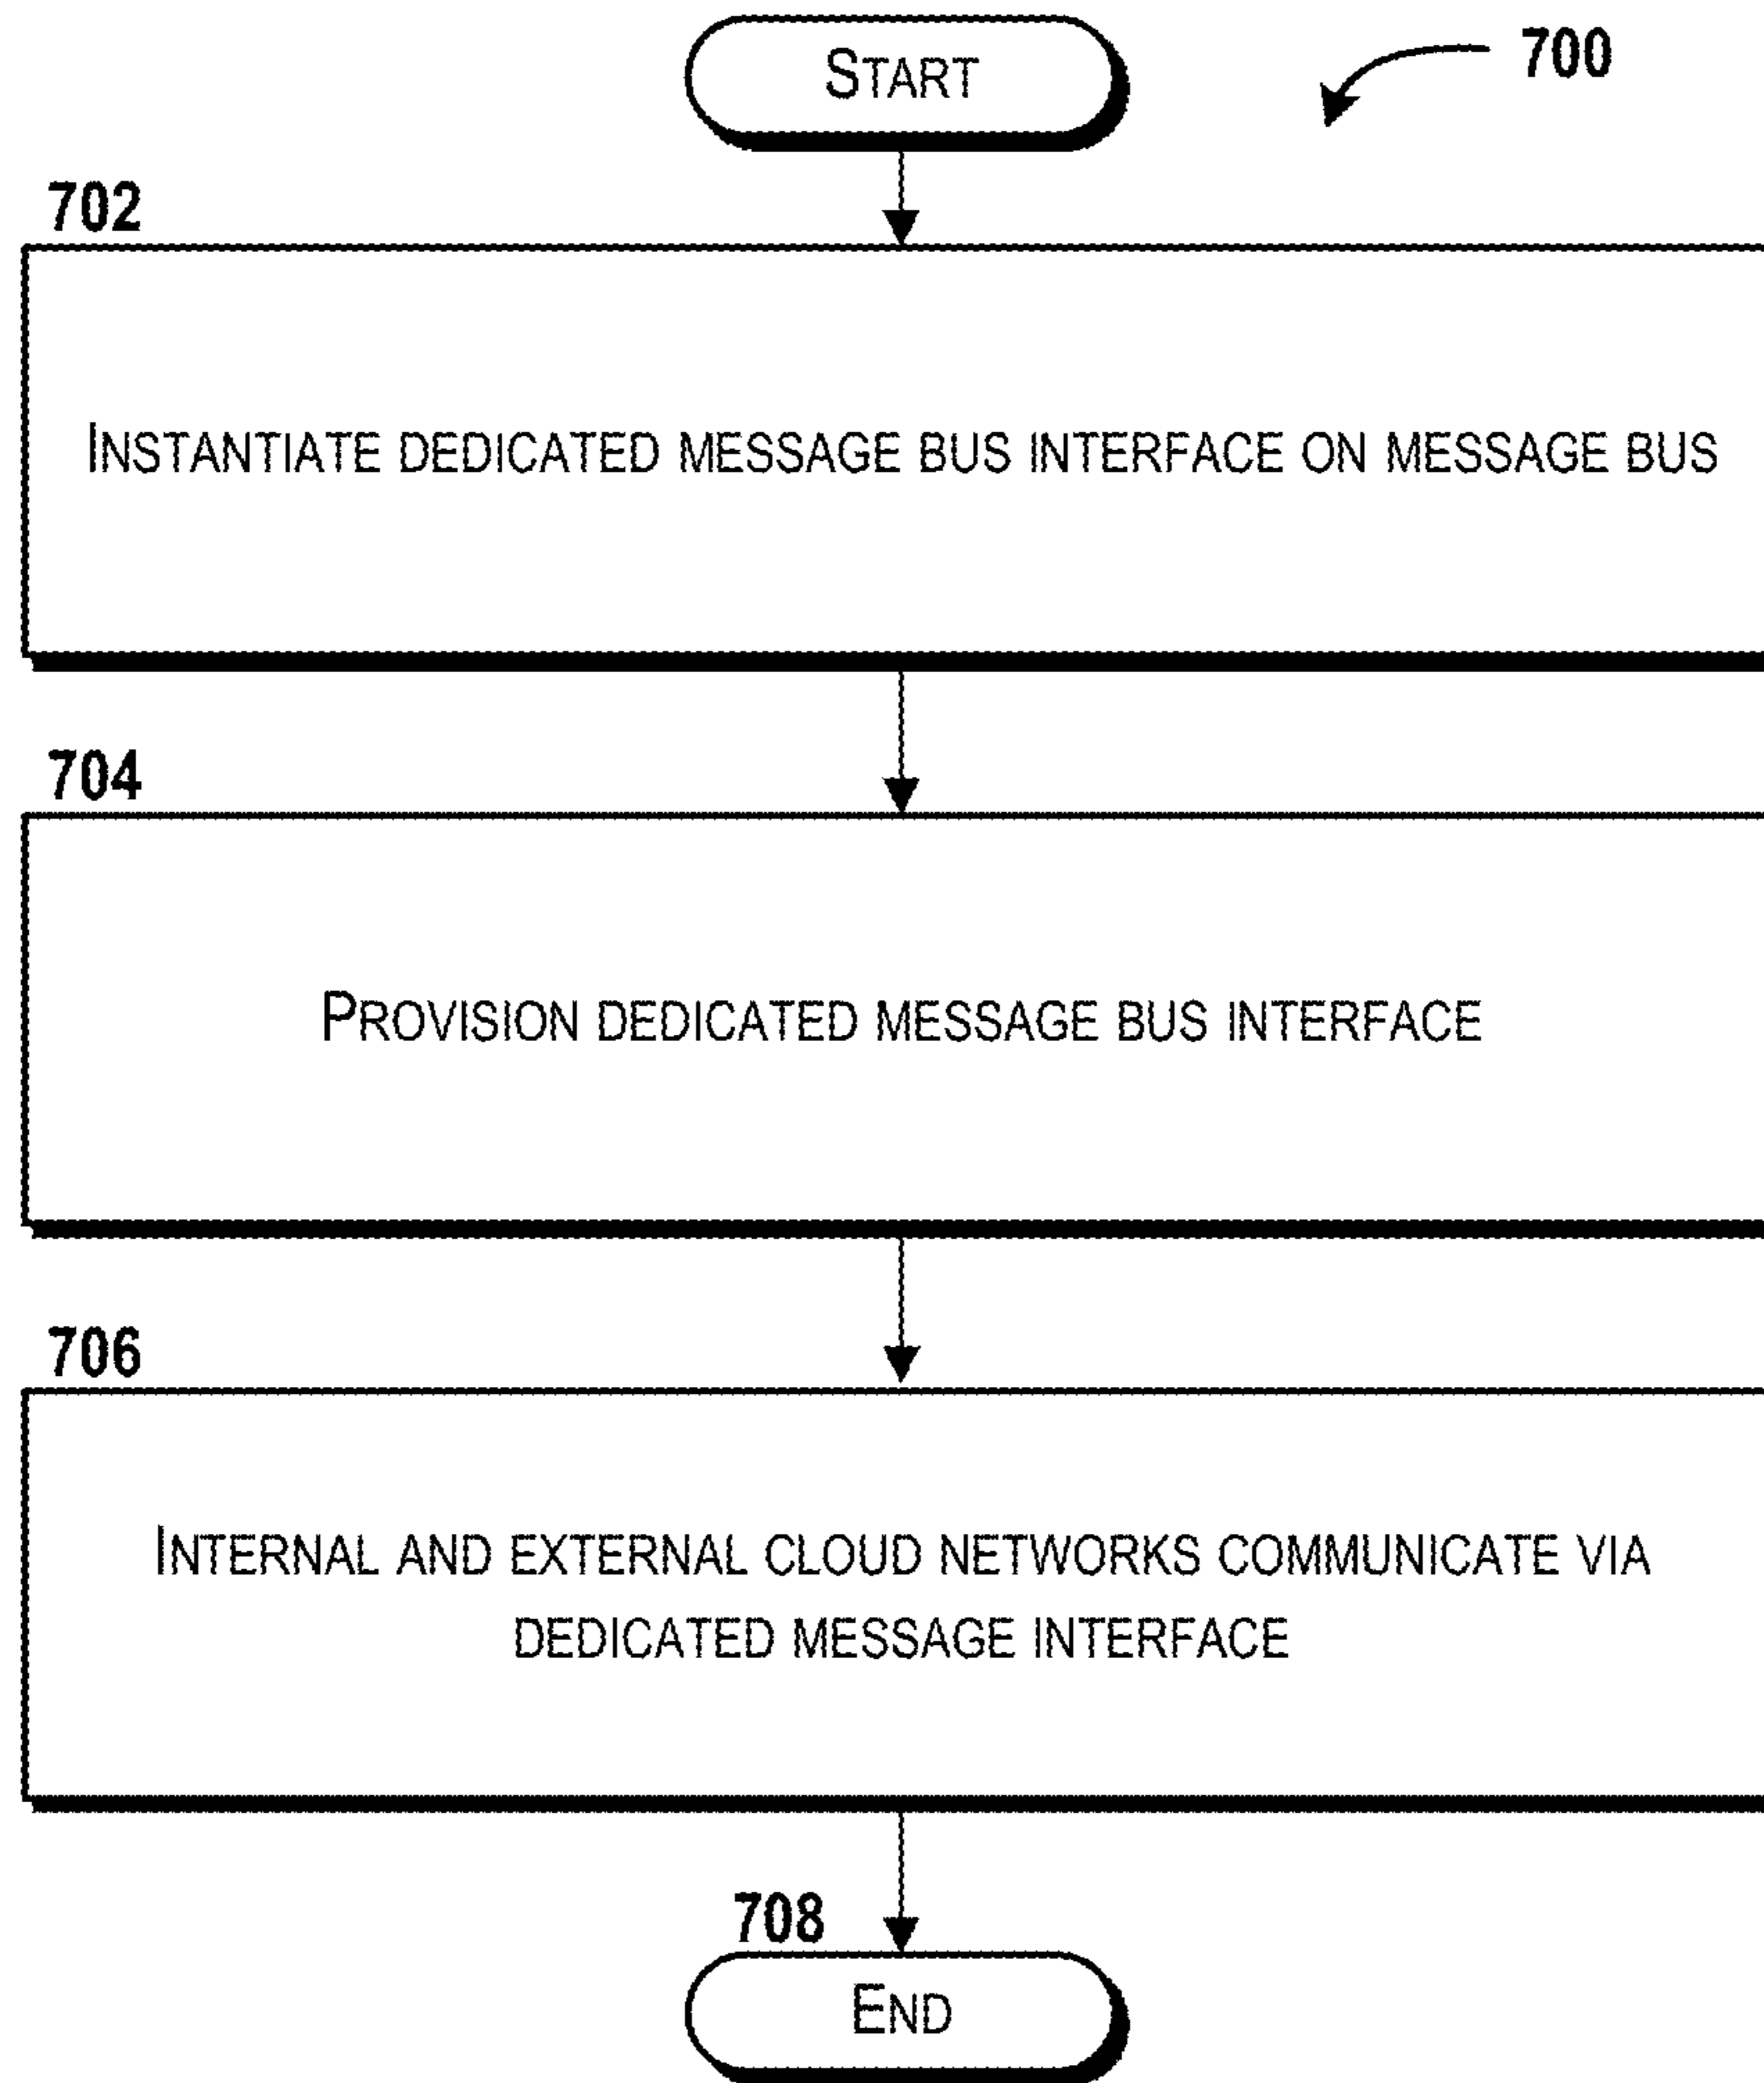 START
700
702
INSTANTIATE DEDICATED MESSAGE BUS INTERFACE ON MESSAGE BUS
704
PROVISION DEDICATED MESSAGE BUS INTERFACE
706
INTERNAL AND EXTERNAL CLOUD NETWORKS COMMUNICATE VIA
DEDICATED MESSAGE INTERFACE
708
END